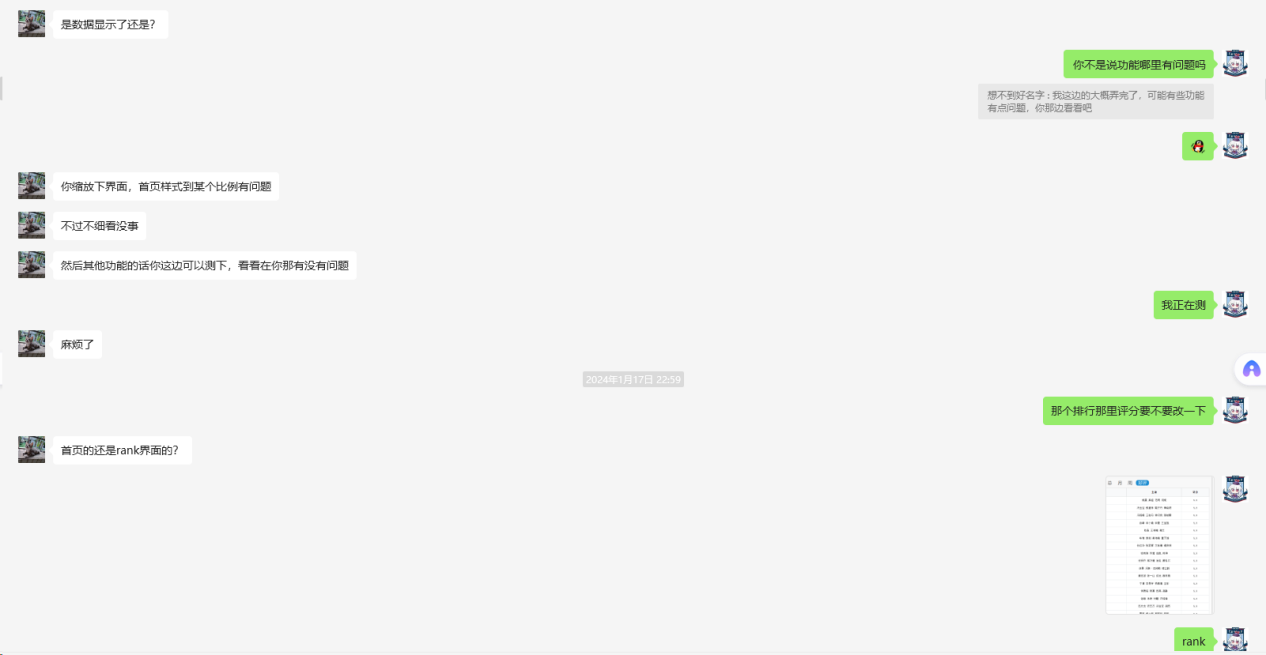 是数据显示了还是？
你不是说功能哪里有问题吗
想不到好名字：我这边的大概弄完了，可能有些功能
有点问题，你那边看看吧
你缩放下界面，首页样式到某个比例有问题
不过不细看没事
然后其他功能的话你这边可以测下，看看在你那有没有问题
我正在测
麻烦了
2024年1月17日 22:59
那个排行那里评分要不要改一下
首页的还是rank界面的？
rank